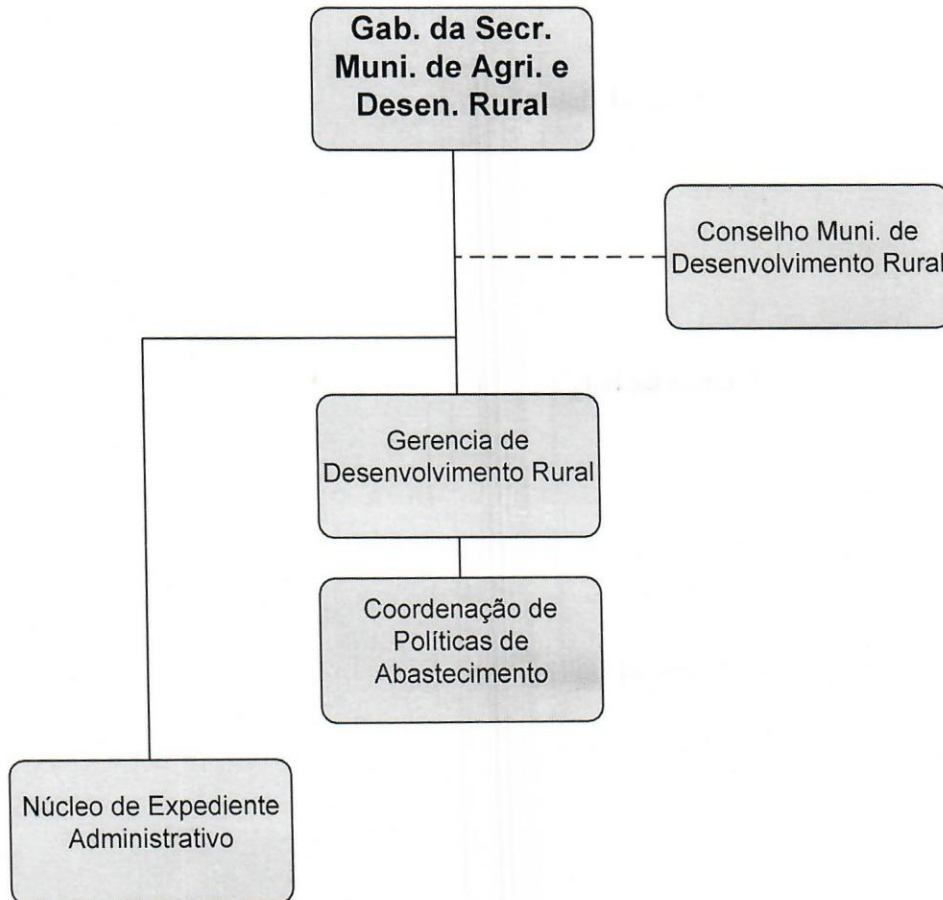 Gab. da Secr.
Muni. de Agri. e
Desen. Rural
Conselho Muni. de
Desenvolvimento Rural
Gerencia de
Desenvolvimento Rural
Coordenação de
Políticas de
Abastecimento
Núcleo de Expediente
Administrativo